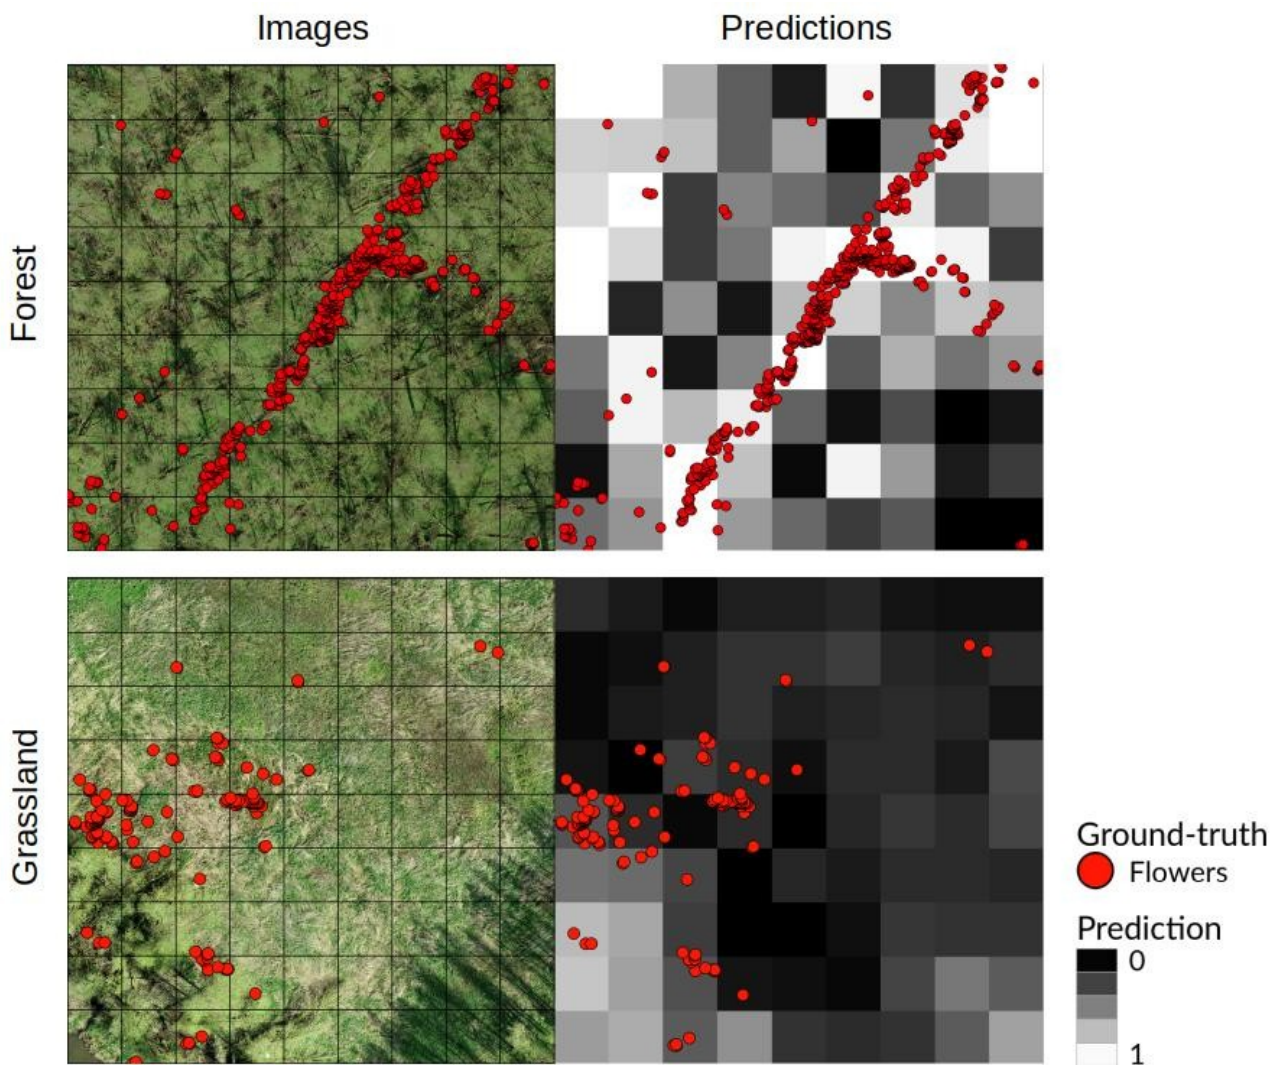 Images
Predictions
Forest
Grassland
Ground-truth
Flowers
Prediction
0
1